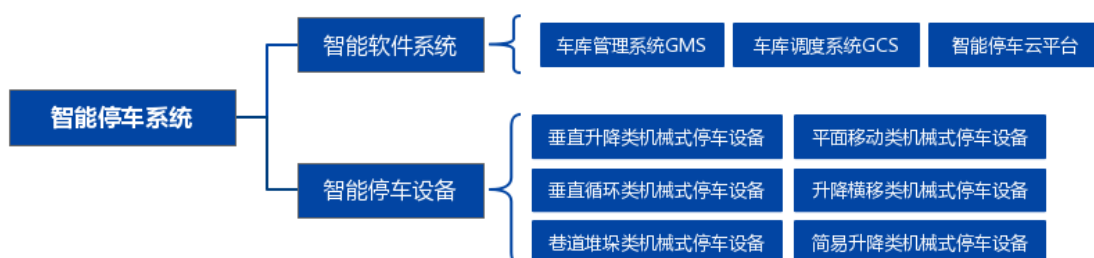 智能停车系统
智能软件系统
车库管理系统GMS
车库调度系统GCS
智能停车云平台
智能停车设备
垂直升降类机械式停车设备
平面移动类机械式停车设备
垂直循环类机械式停车设备
升降横移类机械式停车设备
巷道堆垛类机械式停车设备
简易升降类机械式停车设备